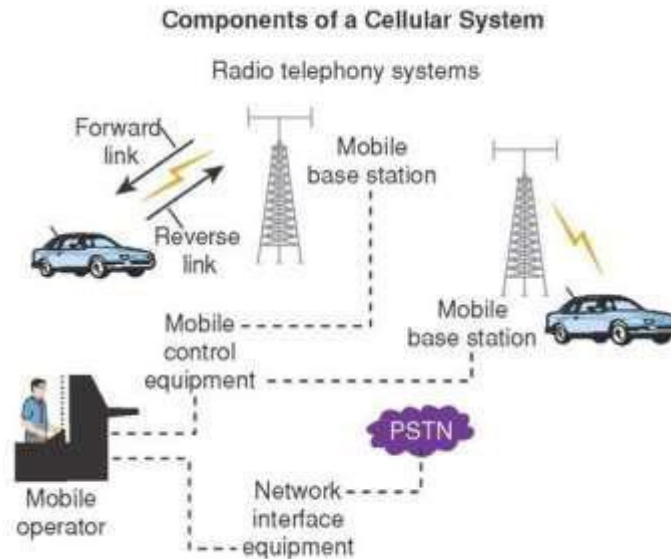 Components of a Cellular System
Radio telephony systems
Forward
link
Mobile
base station
Reverse
link
Mobile
control
equipment
Mobile
base station
PSTN
Mobile
operator
Network
interface
equipment